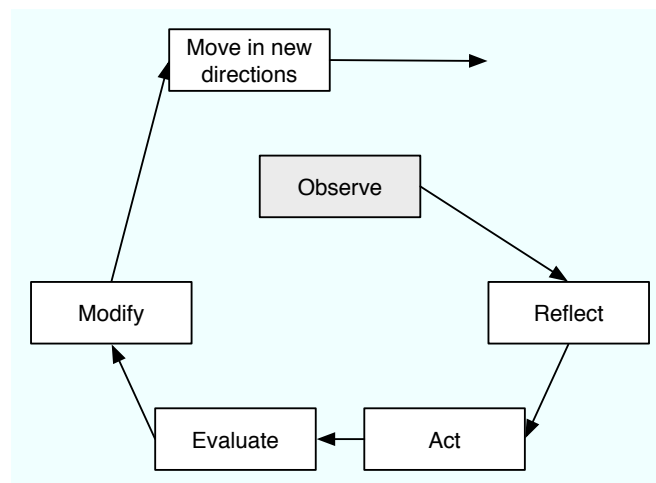 Move in new
directions
Observe
Modify
Reflect
Evaluate
Act